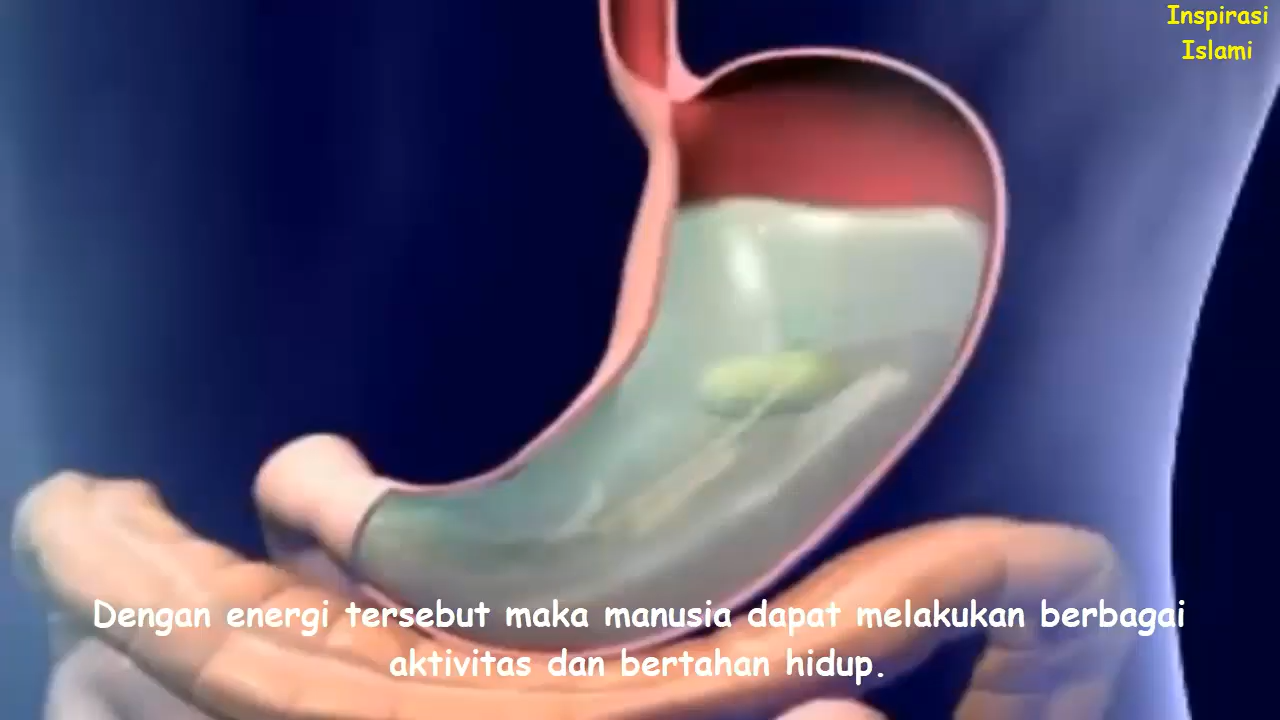 Inspirasi
Islami
Dengan energi tersebut maka manusia dapat melakukan berbagai
aktivitas dan bertahan hidup.